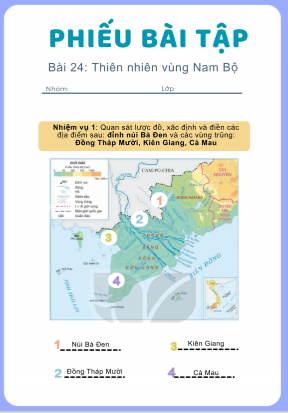 PHIẾU BÀI TẬP
Bài 24: Thiên nhiên vùng Nam Bộ
Nhóm:
Lớp:
Nhiệm vụ 1: Quan sát lược đồ, xác định và điền các
địa điểm sau: đỉnh núi Bà Đen và các vùng trũng:
Đồng Tháp Mười, Kiên Giang, Cà Mau
CAM-PU-CHIA
1
2
3
4
BIỂN ĐÔNG
1 Núi Bà Đen
3 Kiên Giang
2 Đồng Tháp Mười
4 Cà Mau